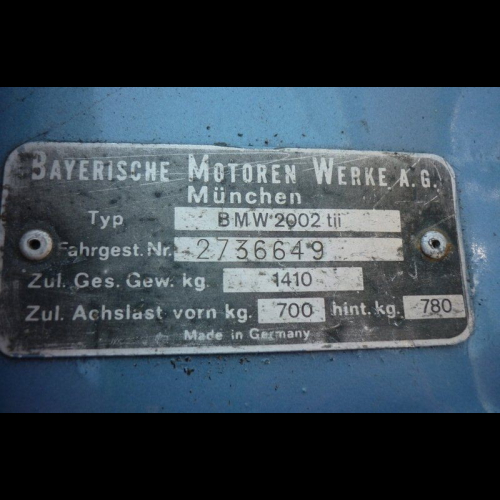 BAYERISCHE MOTOREN WERKE A.G.
München
Typ BMW 2002 tii
Fahrgest. Nr. 2736649
Zul. Ges. Gew. kg. 1410
Zul. Achslast vorn kg. 700 hint. kg. 780
Made in Germany